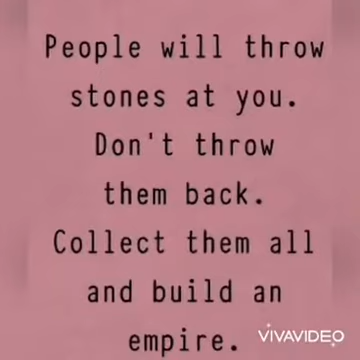 People will throw
stones at you.
Don't throw
them back.
Collect them all
and build an
empire.
VIVAVIDEO